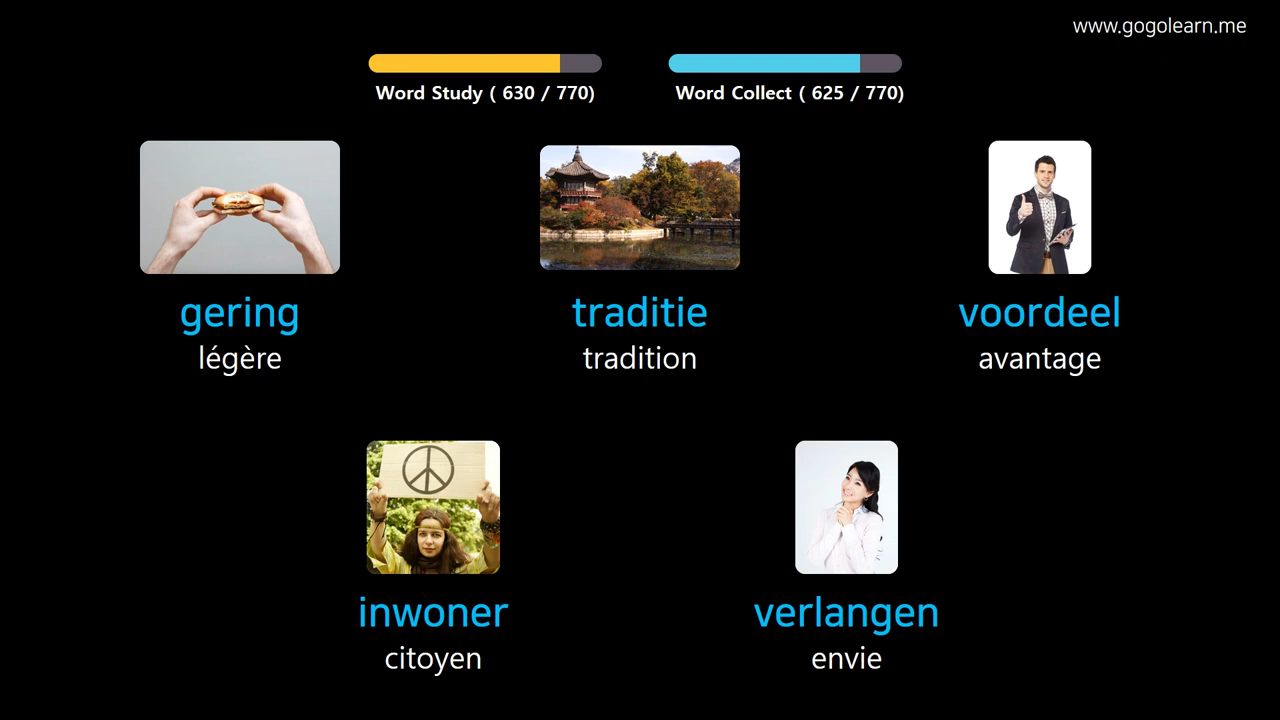 www.gogolearn.me
Word Study ( 630 / 770)
Word Collect ( 625 / 770)
gering
légère
traditie
tradition
voordeel
avantage
inwoner
citoyen
verlangen
envie